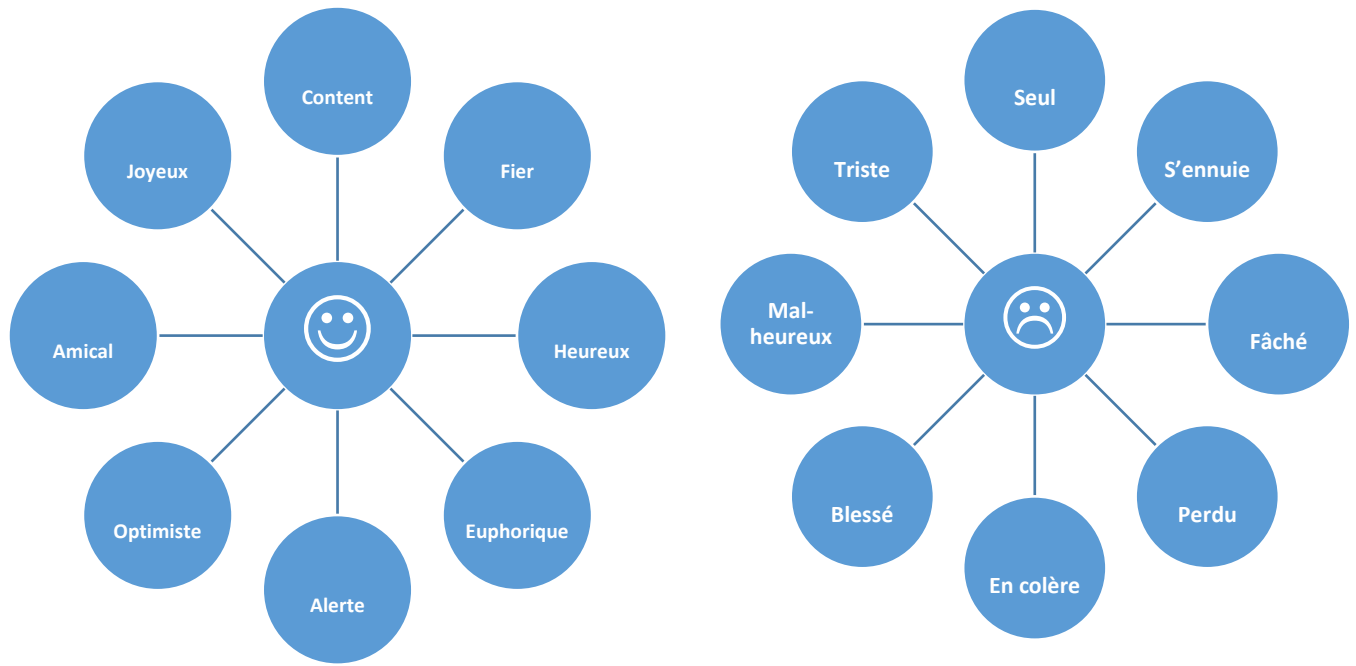 Content
Fier
Heureux
Euphorique
Alerte
Optimiste
Amical
Joyeux
Seul
S’ennuie
Fâché
Perdu
En colère
Blessé
Mal-
heureux
Triste